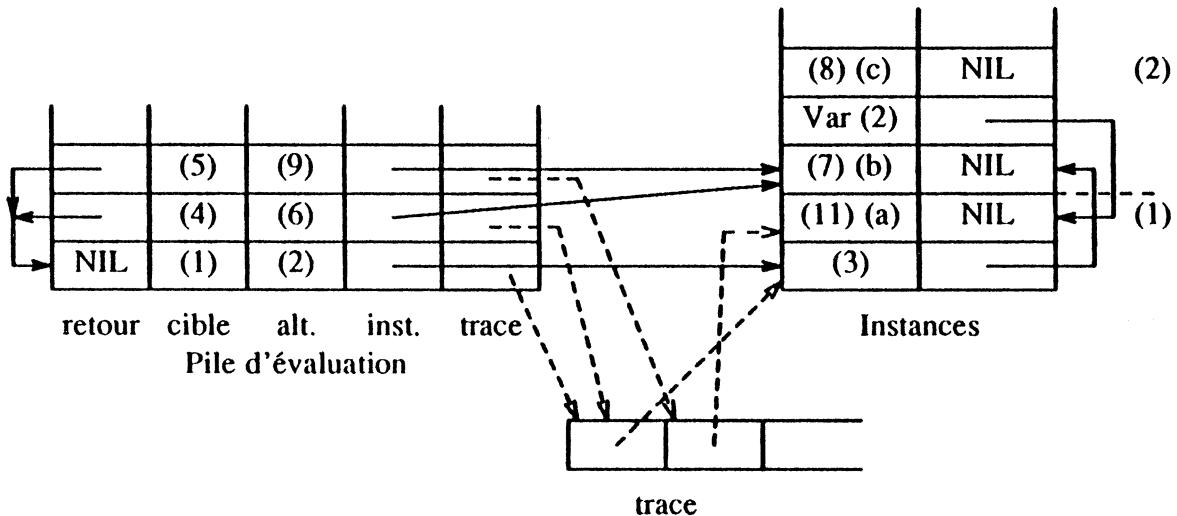 (8) (c) NIL (2)
Var (2)
(5) (9) (7) (b) NIL
(4) (6) (11) (a) NIL (1)
NIL (1) (2) (3)
retour cible alt. inst. trace Instances
Pile d'évaluation
trace